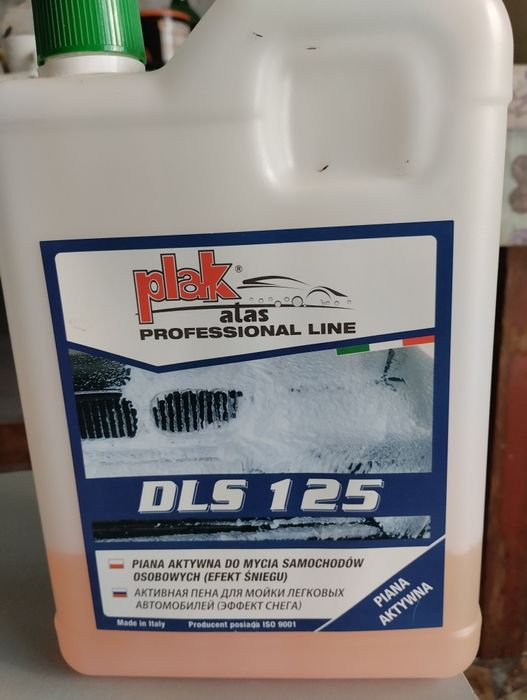 plak®
atas
PROFESSIONAL LINE
DLS 125
PIANA AKTYWNA DO MYCIA SAMOCHODÓW
OSOBOWYCH (EFEKT ŚNIEGU)
АКТИВНАЯ ПЕНА ДЛЯ МОЙКИ ЛЕГКОВЫХ
АВТОМОБИЛЕЙ (ЭФФЕКТ СНЕГА)
PIANA
AKTYWNA
Made in Italy Producent posiada ISO 9001